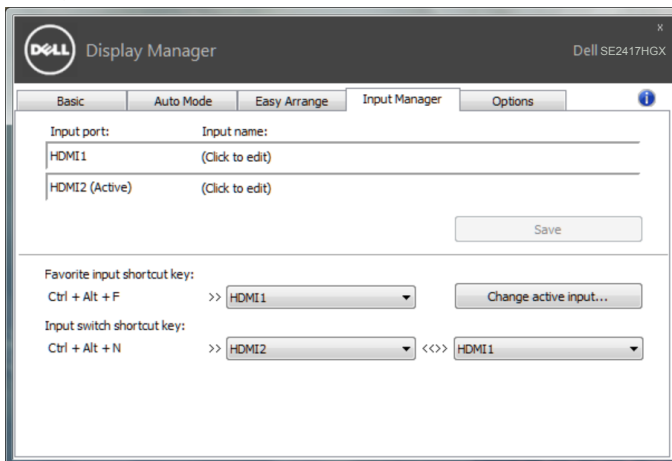 DELL Display Manager
x
Dell SE2417HGX
Basic Auto Mode Easy Arrange Input Manager Options i
Input port: Input name:
HDMI1 (Click to edit)
HDMI2 (Active) (Click to edit)
Save
Favorite input shortcut key:
Ctrl + Alt + F >> HDMI1 Change active input...
Input switch shortcut key:
Ctrl + Alt + N >> HDMI2 <<>> HDMI1